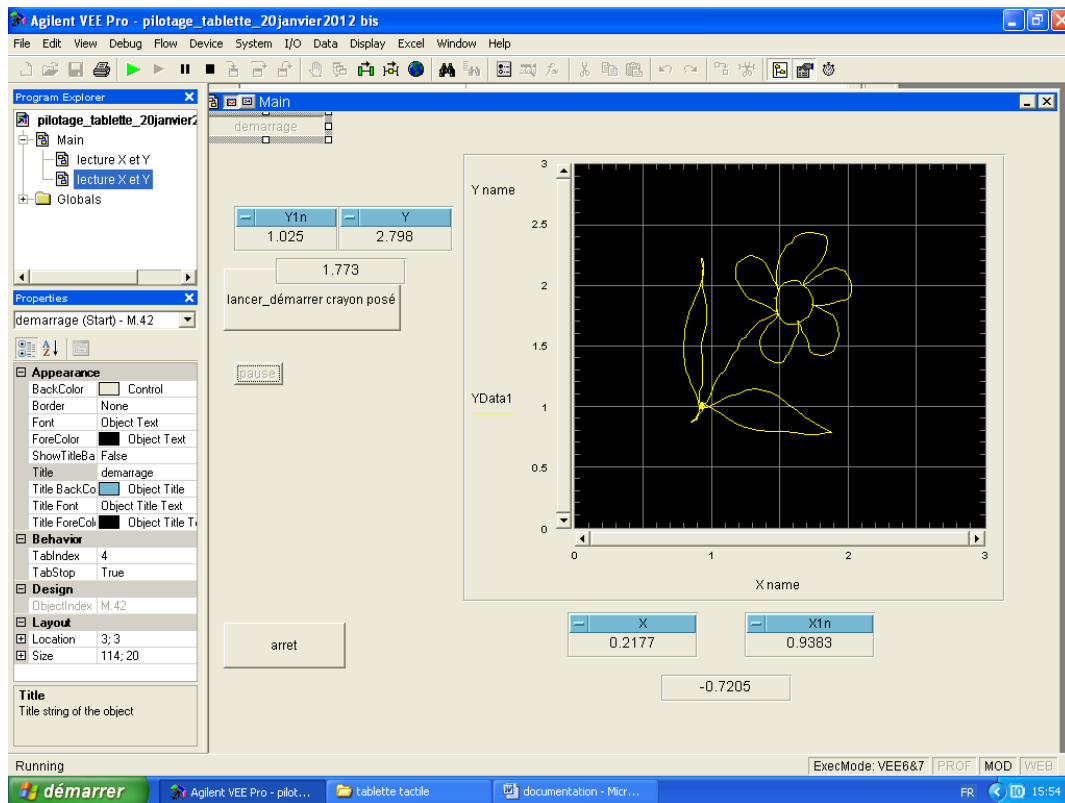 Agilent VEE Pro - pilotage_tablette_20janvier2012 bis
File Edit View Debug Flow Device System I/O Data Display Excel Window Help
Program Explorer
pilotage_tablette_20janvier2
Main
lecture X et Y
lecture X et Y
Globals
Properties
demarrage (Start) - M.42
Appearance
BackColor Control
Border None
Font Object Text
ForeColor Object Text
ShowTitleBa False
Title demarrage
Title BackCo Object Title
Title Font Object Title Text
Title ForeColo Object Title T
Behavior
TabIndex 4
TabStop True
Design
ObjectIndex M.42
Layout
Location 3; 3
Size 114; 20
Title
Title string of the object
Main
demarrage
Y1n Y
1.025 2.798
1.773
lancer_démarrer crayon posé
pause
arret
Y name
YData1
3
2.5
2
1.5
1
0.5
0
0 1 2 3
X name
X X1n
0.2177 0.9383
-0.7205
Running
ExecMode: VEE6&7 PROF MOD WEB
démarrer
Agilent VEE Pro - pilot...
tablette tactile
documentation - Micr...
FR
15:54